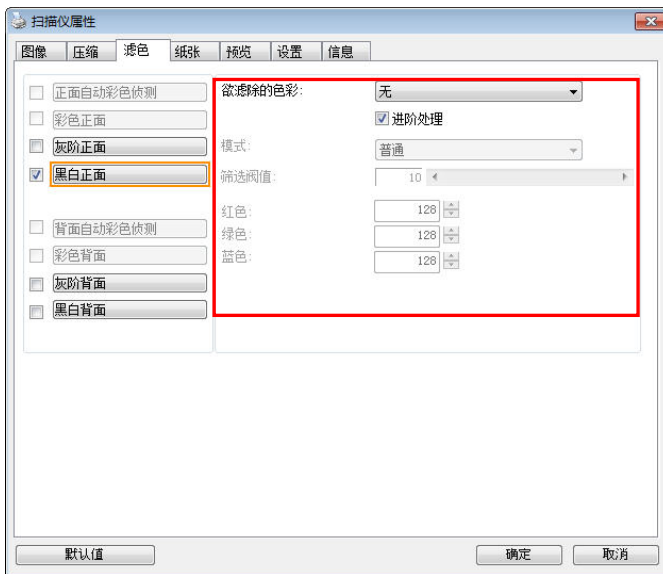 扫描仪属性
图像 压缩 滤色 纸张 预览 设置 信息
正面自动彩色侦测
彩色正面
灰阶正面
黑白正面
背面自动彩色侦测
彩色背面
灰阶背面
黑白背面
欲滤除的色彩: 无
进阶处理
模式: 普通
筛选阀值: 10
红色: 128
绿色: 128
蓝色: 128
默认值 确定 取消